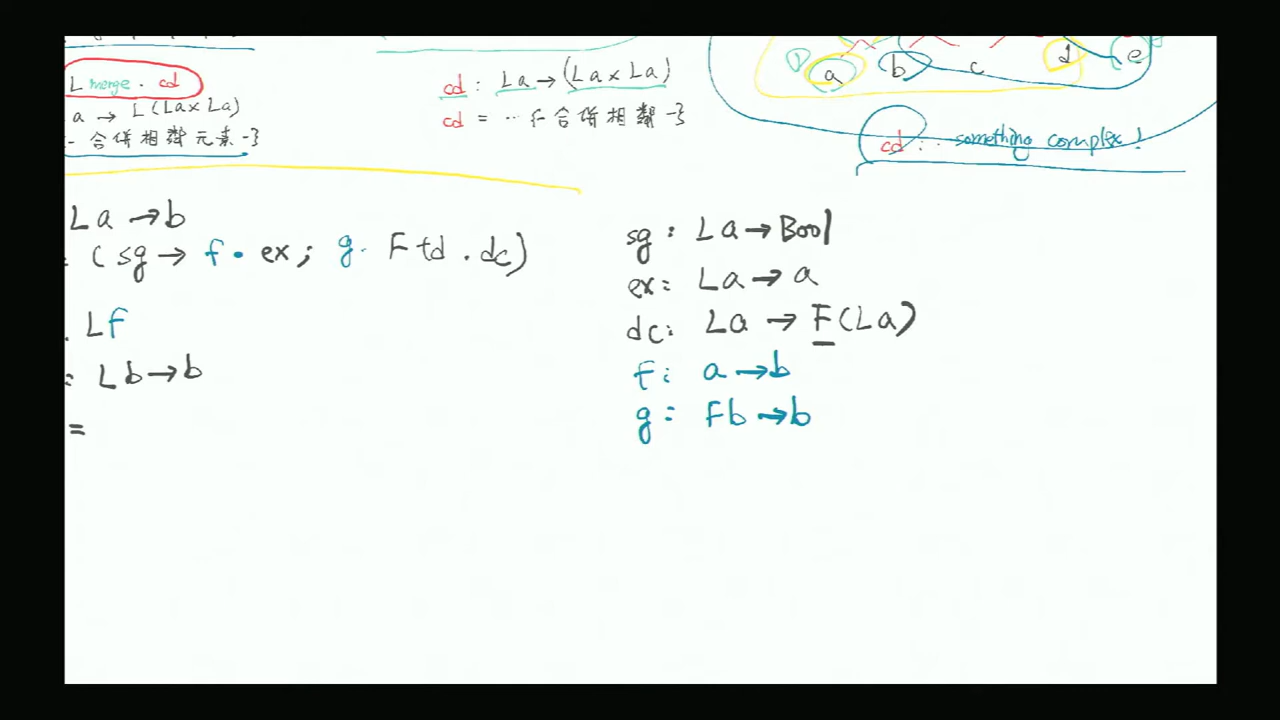 L merge . cd
a → L(La×La)
合併相鄰元素
cd : La → (La × La)
cd = ... {- 合併相鄰 -}
a b c d e
cd : ... something complex!
La → b
= (sg → f . ex ; g . F td . dc)
. Lf
: Lb → b
=
sg : La → Bool
ex : La → a
dc : La → F(La)
f : a → b
g : Fb → b